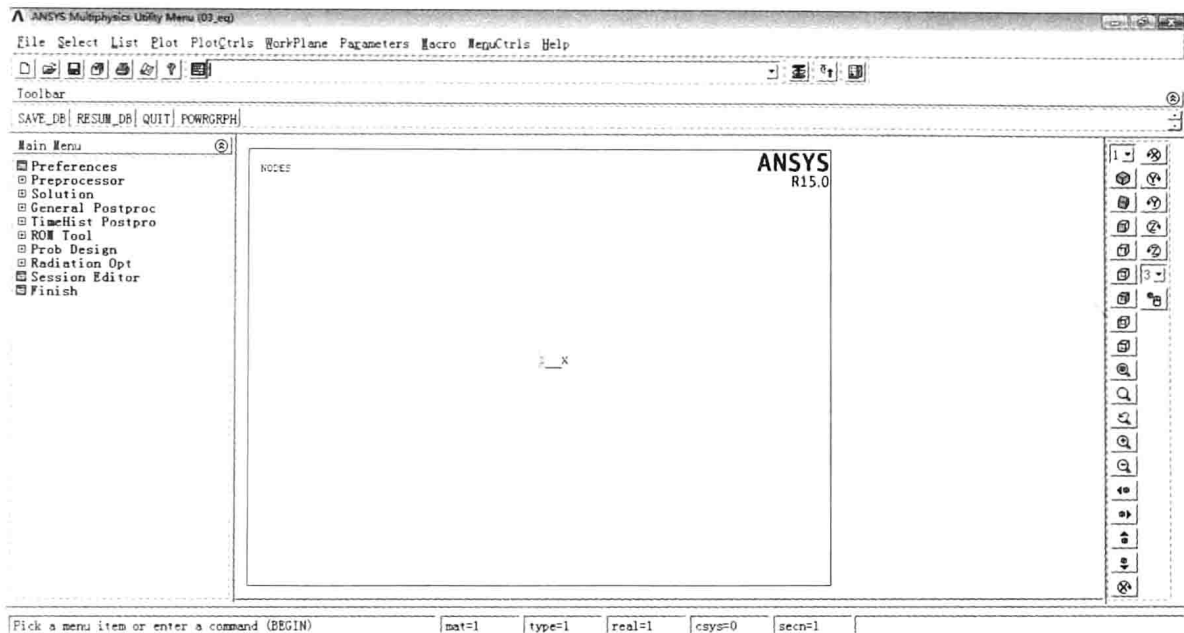 ANSYS Multiphysics Utility Menu (03_eq)
File Select List Plot PlotCtrls WorkPlane Parameters Macro MenuCtrls Help
Toolbar
SAVE_DB RESUM_DB QUIT POWRGRPH
Main Menu
Preferences
Preprocessor
Solution
General Postproc
TimeHist Postpro
ROM Tool
Prob Design
Radiation Opt
Session Editor
Finish
NODES
ANSYS
R15.0
X
1
3
Pick a menu item or enter a command (BEGIN) mat=1 type=1 real=1 csys=0 secn=1